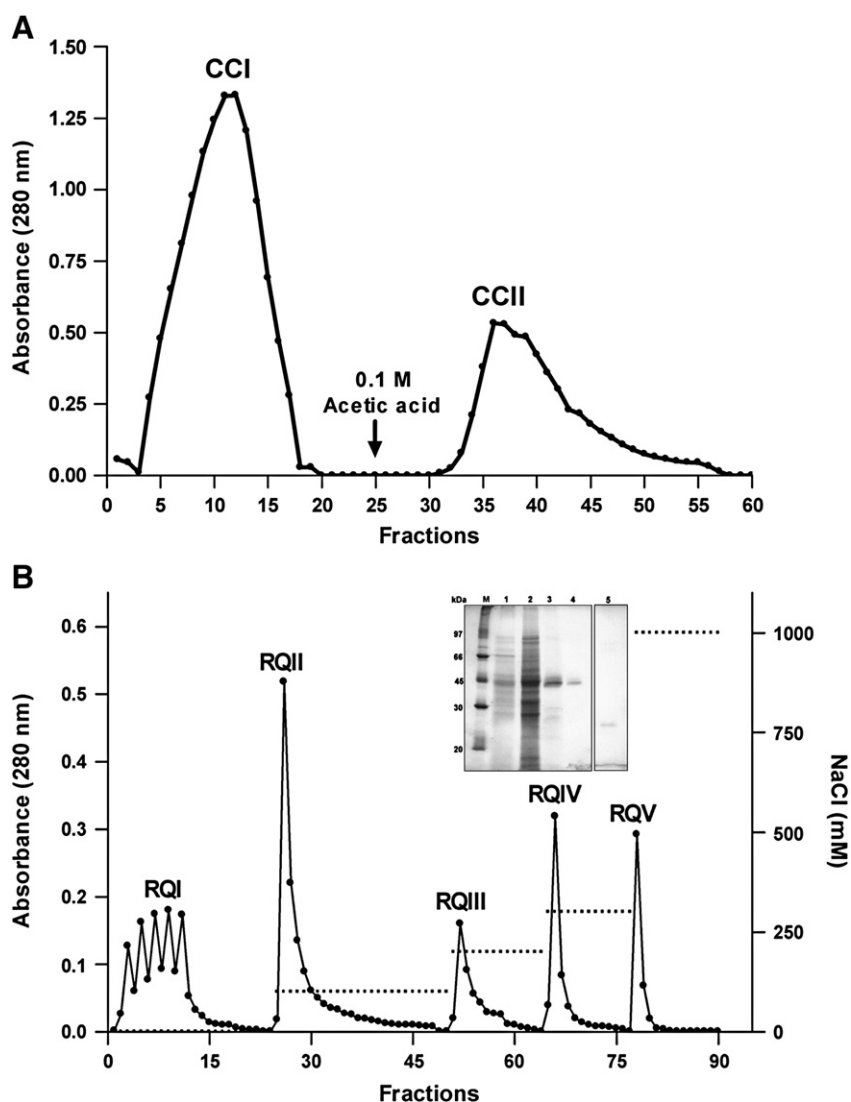 A
CCI
CCII
0.1 M
Acetic acid
Absorbance (280 nm)
1.50
1.25
1.00
0.75
0.50
0.25
0.00
0 5 10 15 20 25 30 35 40 45 50 55 60
Fractions
B
RQI
RQII
RQIII
RQIV
RQV
kDa M 1 2 3 4 5
97
66
45
30
20
Absorbance (280 nm)
0.6
0.5
0.4
0.3
0.2
0.1
0.0
1000
750
500
250
0
NaCl (mM)
0 15 30 45 60 75 90
Fractions